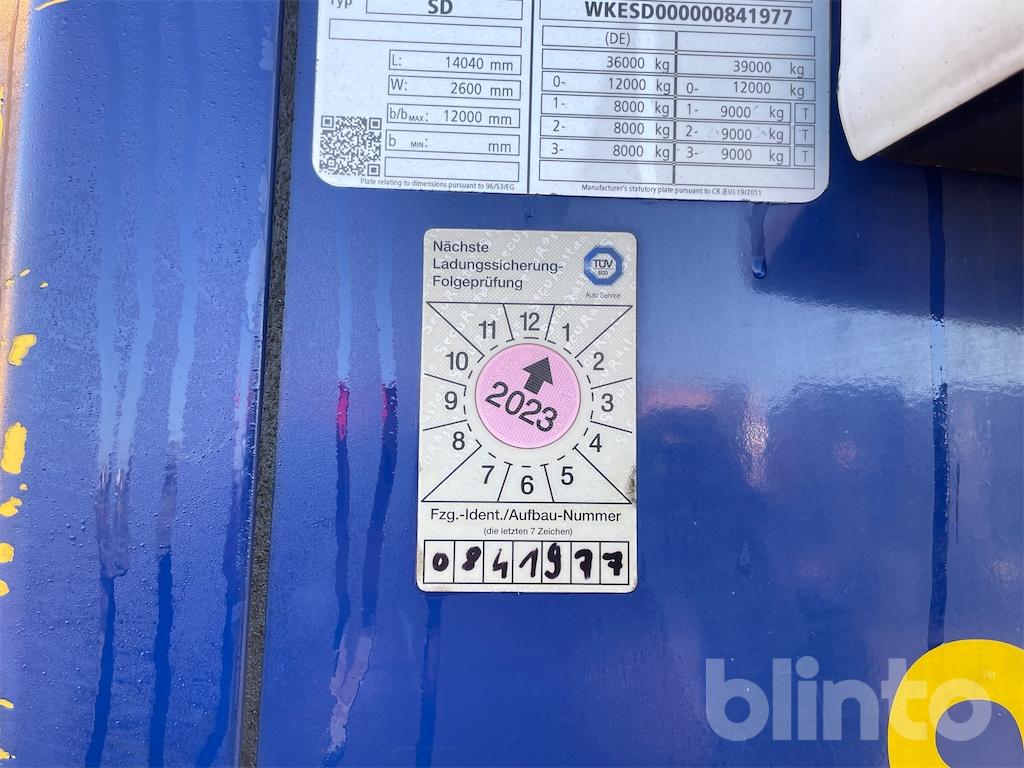 Typ SD
WKESD000000841977
(DE)
L: 14040 mm
W: 2600 mm
b/bMAX: 12000 mm
b MIN: mm
36000 kg 39000 kg
0- 12000 kg 0- 12000 kg
1- 8000 kg 1- 9000 kg T
2- 8000 kg 2- 9000 kg T
3- 8000 kg 3- 9000 kg T
Plate relating to dimensions pursuant to 96/53/EG
Manufacturer's statutory plate pursuant to CR (EU) 19/2011
Nächste
Ladungssicherung-
Folgeprüfung
TÜV
SÜD
Auto Service
11 12 1
10 2
9 3
8 4
7 6 5
2023
Fzg.-Ident./Aufbau-Nummer
(die letzten 7 Zeichen)
0841977
blinto™